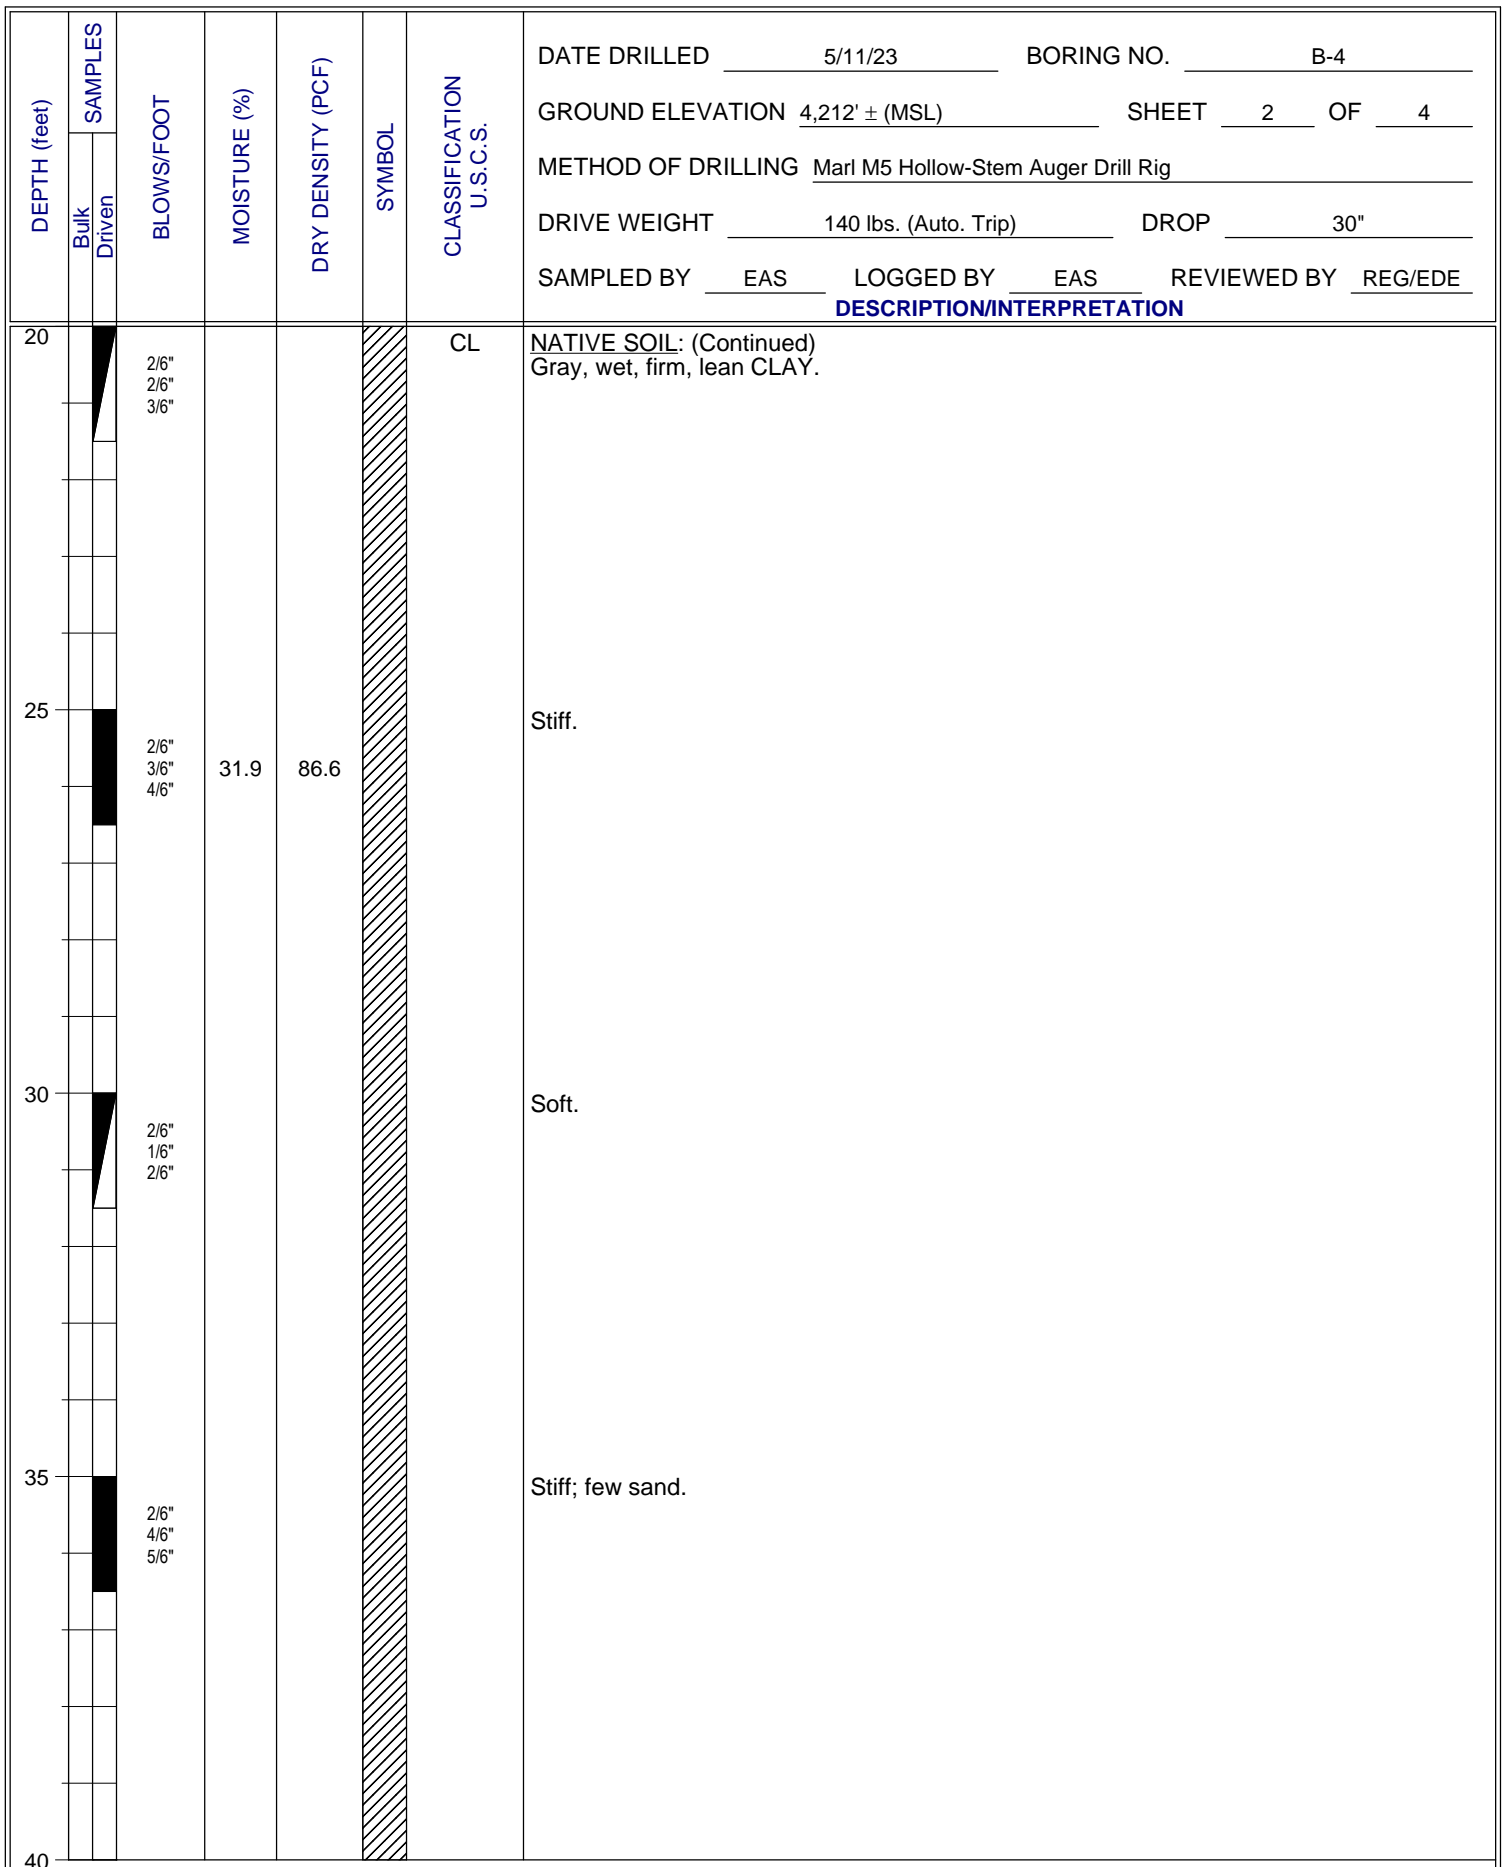 DEPTH (feet)
SAMPLES
Bulk
Driven
BLOWS/FOOT
MOISTURE (%)
DRY DENSITY (PCF)
SYMBOL
CLASSIFICATION
U.S.C.S.
DATE DRILLED 5/11/23 BORING NO. B-4
GROUND ELEVATION 4,212' ± (MSL) SHEET 2 OF 4
METHOD OF DRILLING Marl M5 Hollow-Stem Auger Drill Rig
DRIVE WEIGHT 140 lbs. (Auto. Trip) DROP 30"
SAMPLED BY EAS LOGGED BY EAS REVIEWED BY REG/EDE
DESCRIPTION/INTERPRETATION
20 CL NATIVE SOIL: (Continued)
2/6" Gray, wet, firm, lean CLAY.
2/6"
3/6"
25 Stiff.
2/6"
3/6" 31.9 86.6
4/6"
30 Soft.
2/6"
1/6"
2/6"
35 Stiff; few sand.
2/6"
4/6"
5/6"
40